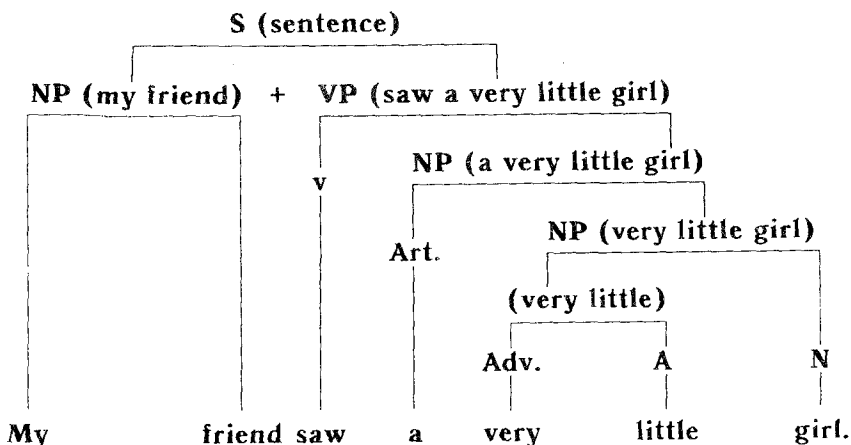 S (sentence)
NP (my friend) + VP (saw a very little girl)
NP (a very little girl)
v
NP (very little girl)
Art.
(very little)
Adv. A N
My friend saw a very little girl.